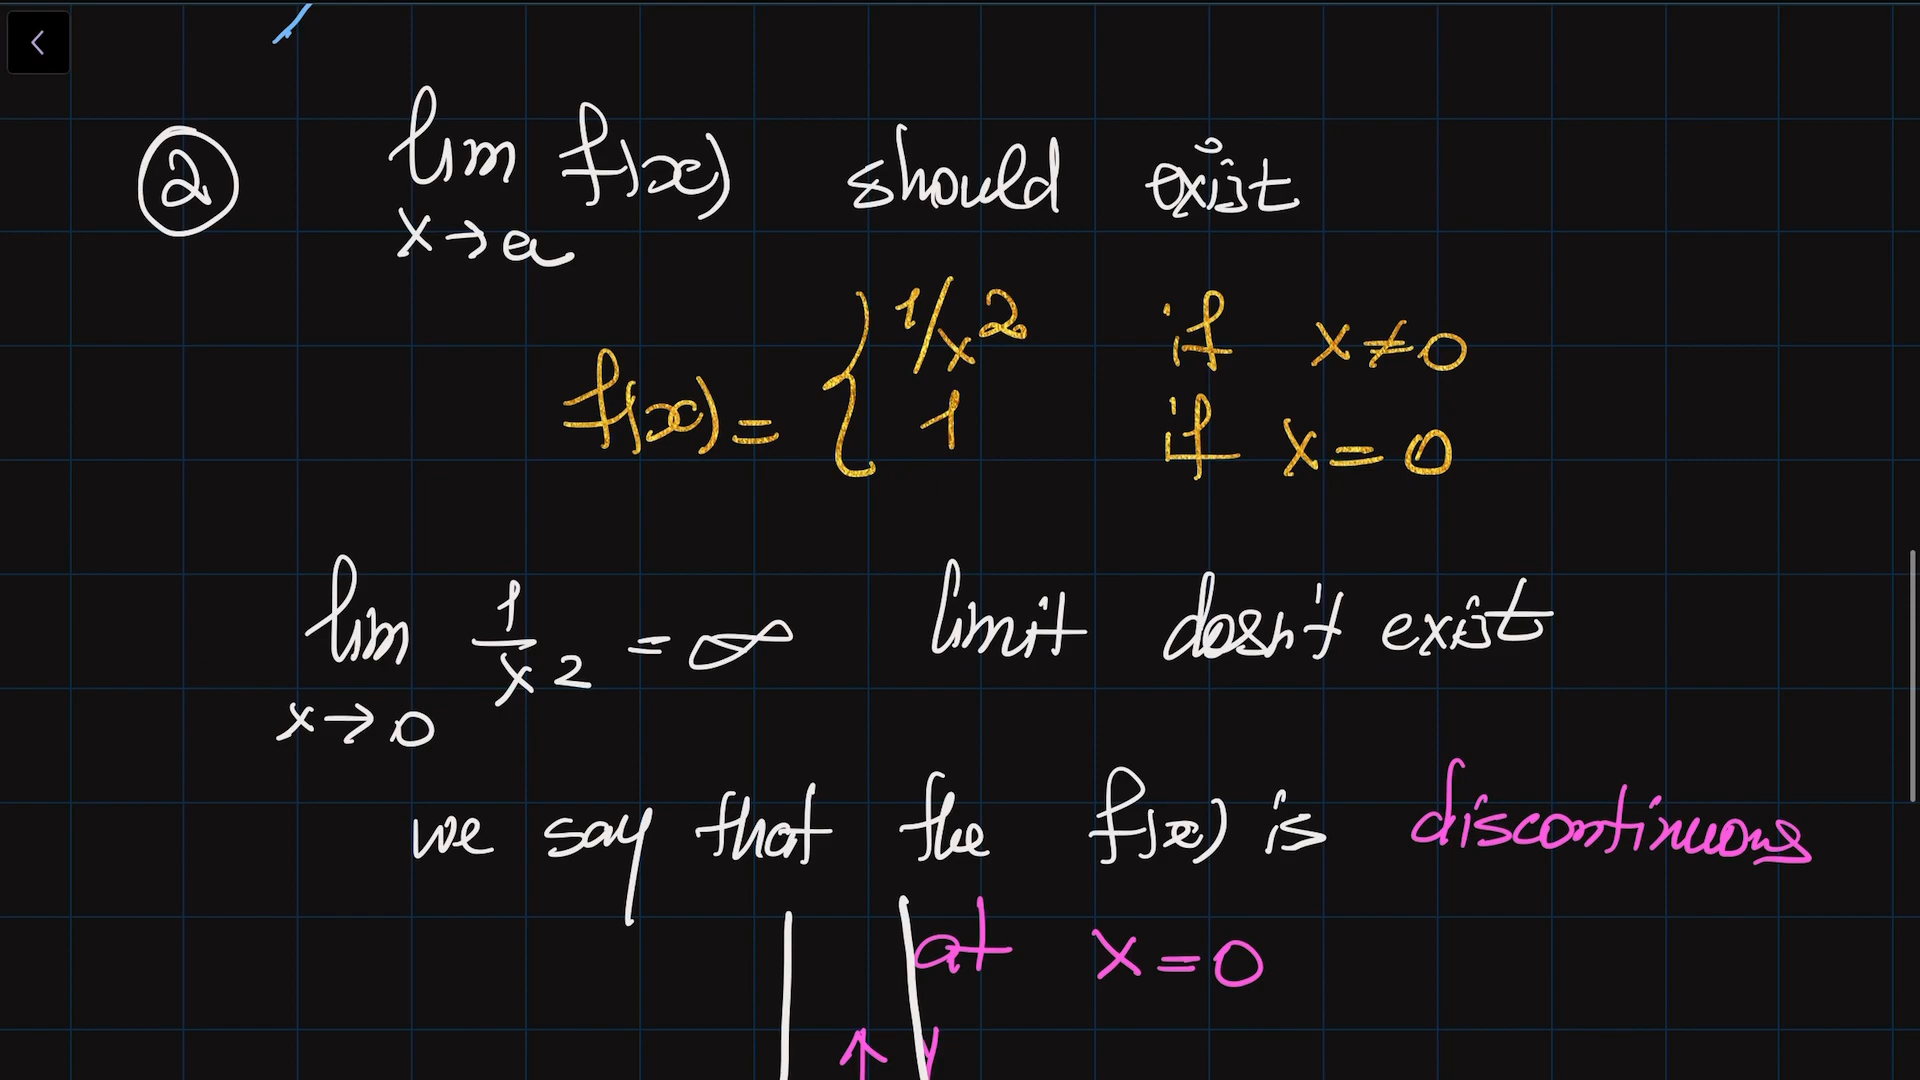 ② lim f(x) should exist
x→a
f(x) = { 1/x² if x≠0
1 if x=0
lim 1/x² = ∞ limit doesn't exist
x→0
we say that the f(x) is discontinuous
at x=0